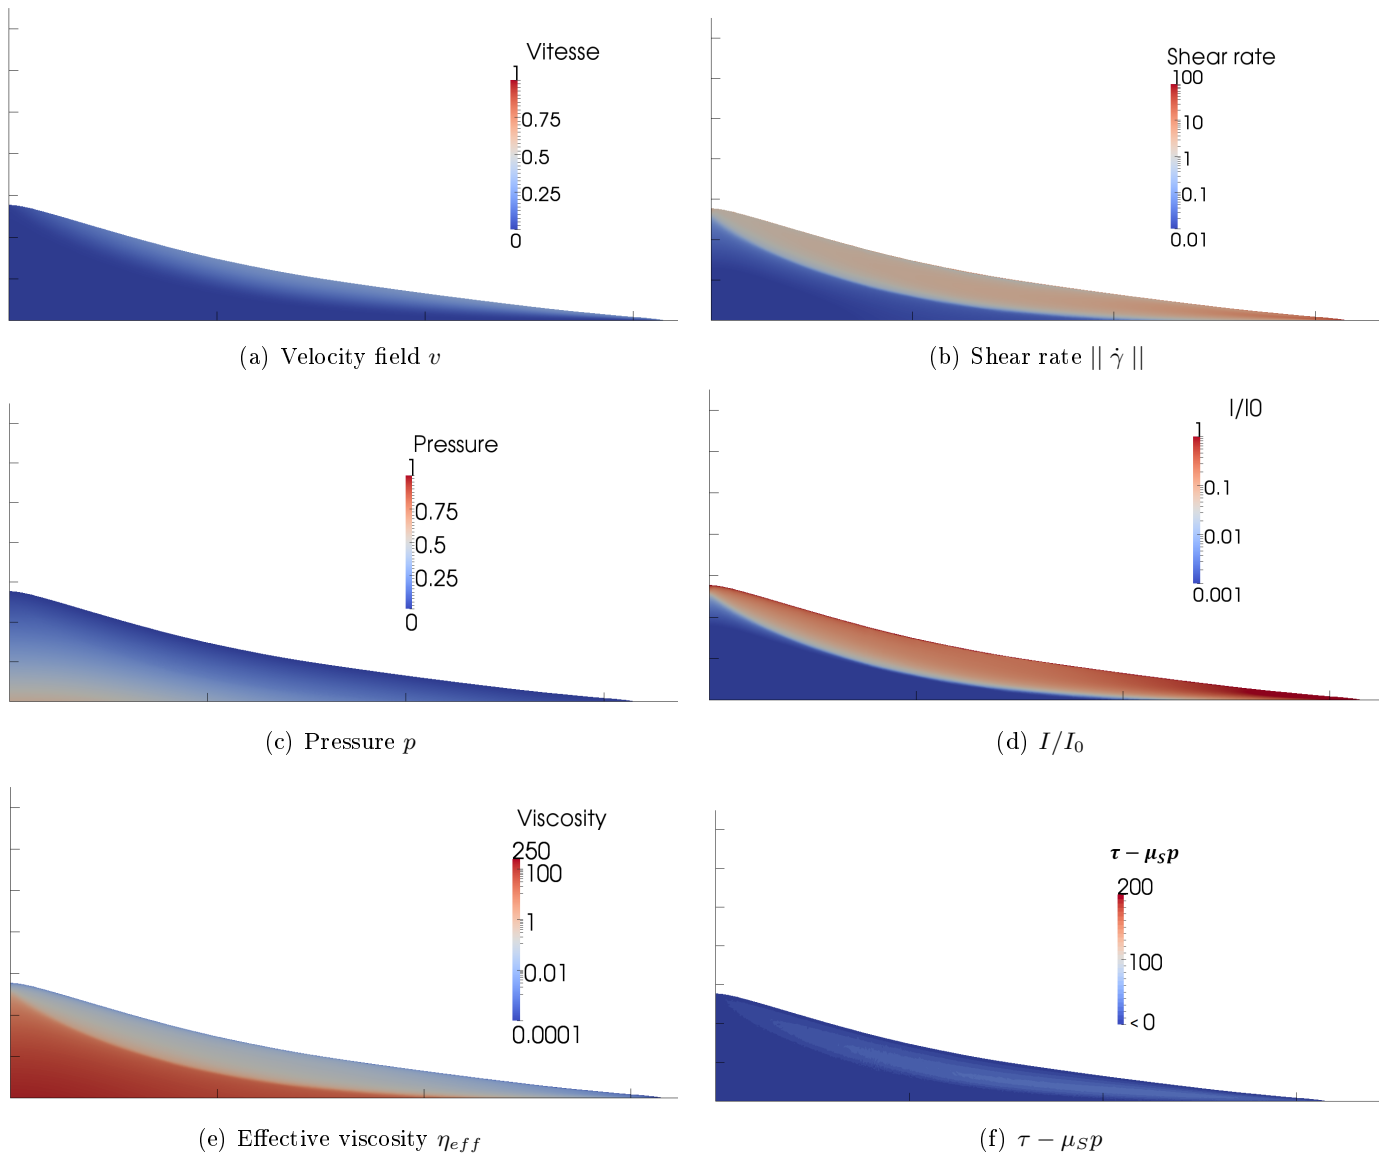 Vitesse
1
0.75
0.5
0.25
0
(a) Velocity field v
Shear rate
100
10
1
0.1
0.01
(b) Shear rate || γ̇ ||
Pressure
1
0.75
0.5
0.25
0
(c) Pressure p
I/I0
1
0.1
0.01
0.001
(d) I/I₀
Viscosity
250
100
1
0.01
0.0001
(e) Effective viscosity ηₑff
τ − μ_S p
200
100
<0
(f) τ − μ_S p